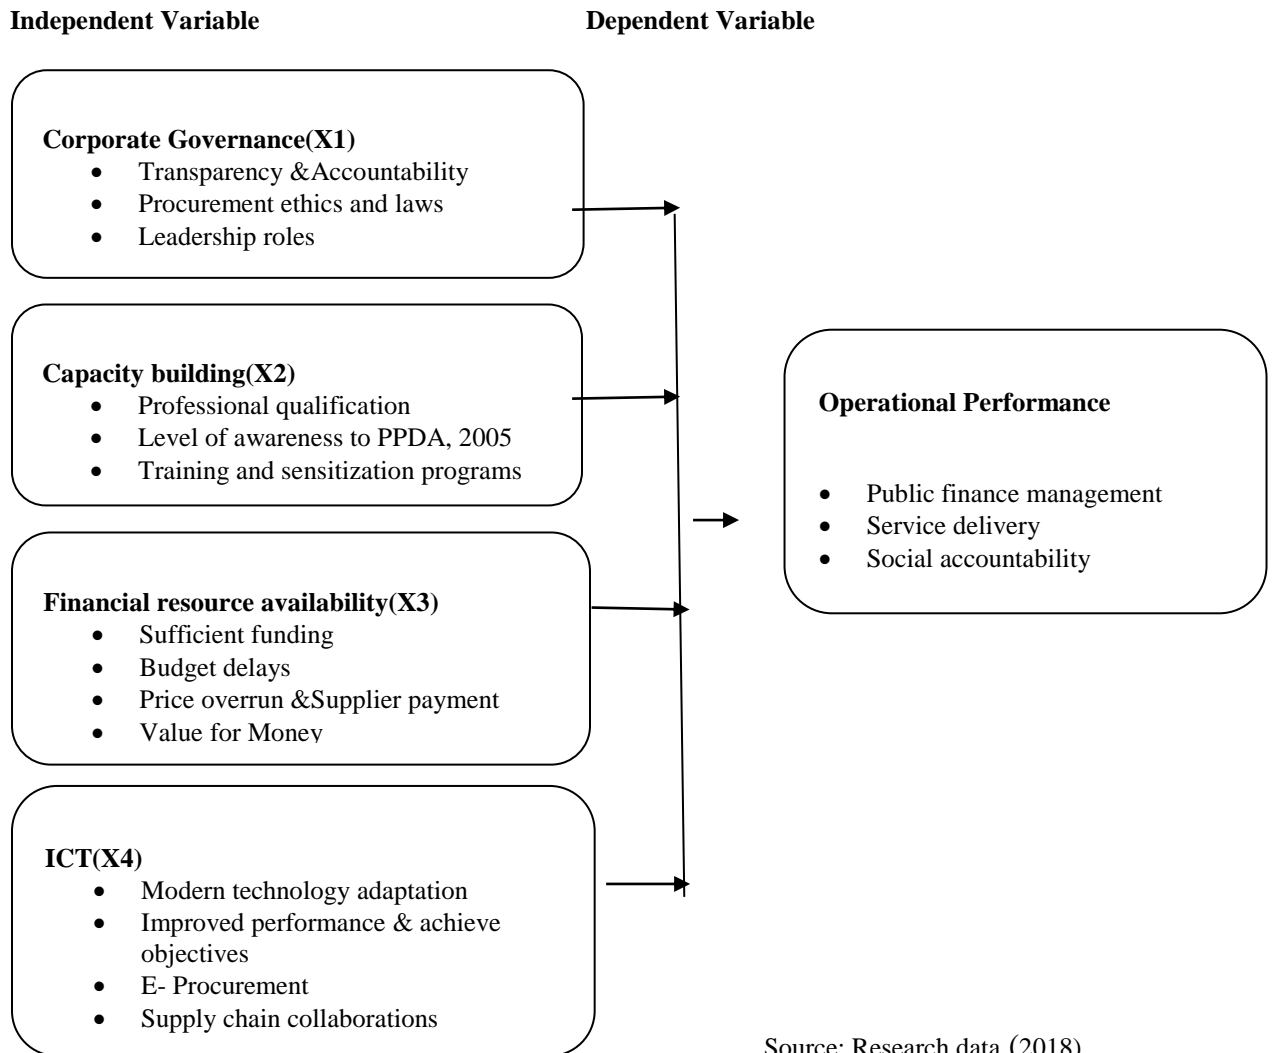 Independent Variable
Dependent Variable
Corporate Governance(X1)
• Transparency &Accountability
• Procurement ethics and laws
• Leadership roles
Capacity building(X2)
• Professional qualification
• Level of awareness to PPDA, 2005
• Training and sensitization programs
Financial resource availability(X3)
• Sufficient funding
• Budget delays
• Price overrun &Supplier payment
• Value for Money
ICT(X4)
• Modern technology adaptation
• Improved performance & achieve
objectives
• E- Procurement
• Supply chain collaborations
Operational Performance
• Public finance management
• Service delivery
• Social accountability
Source: Research data (2018)